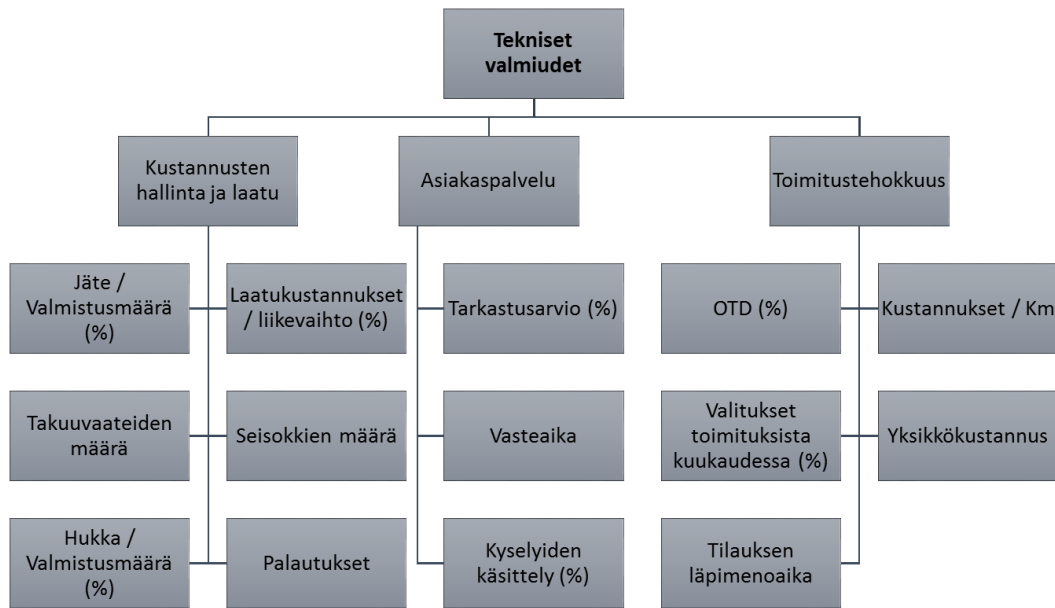 Tekniset
valmiudet
Kustannusten
hallinta ja laatu
Asiakaspalvelu
Toimitustehokkuus
Jäte /
Valmistusmäärä
(%)
Laatukustannukset
/ liikevaihto (%)
Tarkastusarvio (%)
OTD (%)
Kustannukset / Km
Takuuvaateiden
määrä
Seisokkien määrä
Vasteaika
Valitukset
toimituksista
kuukaudessa (%)
Yksikkökustannus
Hukka /
Valmistusmäärä
(%)
Palautukset
Kyselyiden
käsittely (%)
Tilauksen
läpimenoaika